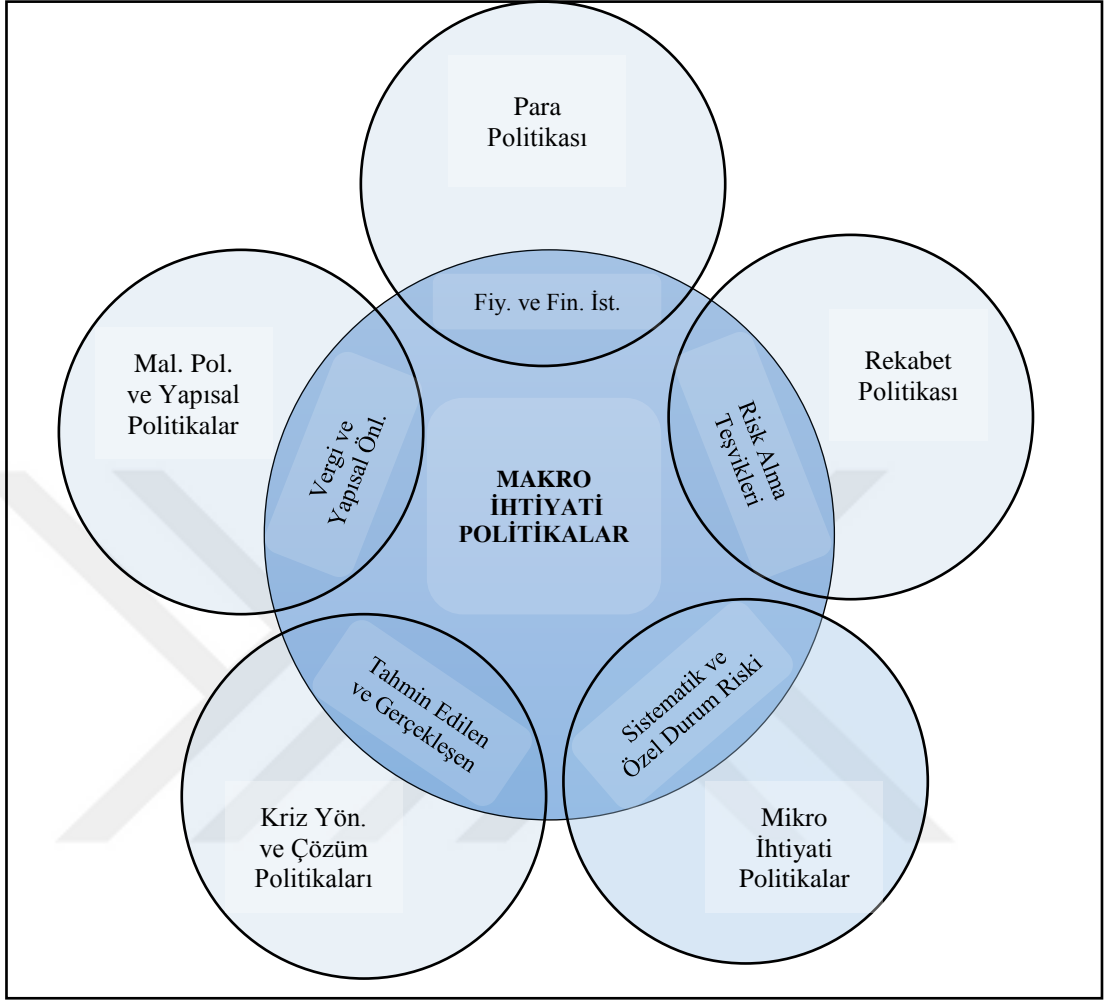 Para
Politikası
Fiy. ve Fin. İst.
Mal. Pol.
ve Yapısal
Politikalar
Vergi ve
Yapısal Önl.
MAKRO
İHTİYATİ
POLİTİKALAR
Risk Alma
Teşvikleri
Rekabet
Politikası
Tahmin Edilen
ve Gerçekleşen
Sistematik ve
Özel Durum Riski
Kriz Yön.
ve Çözüm
Politikaları
Mikro
İhtiyati
Politikalar